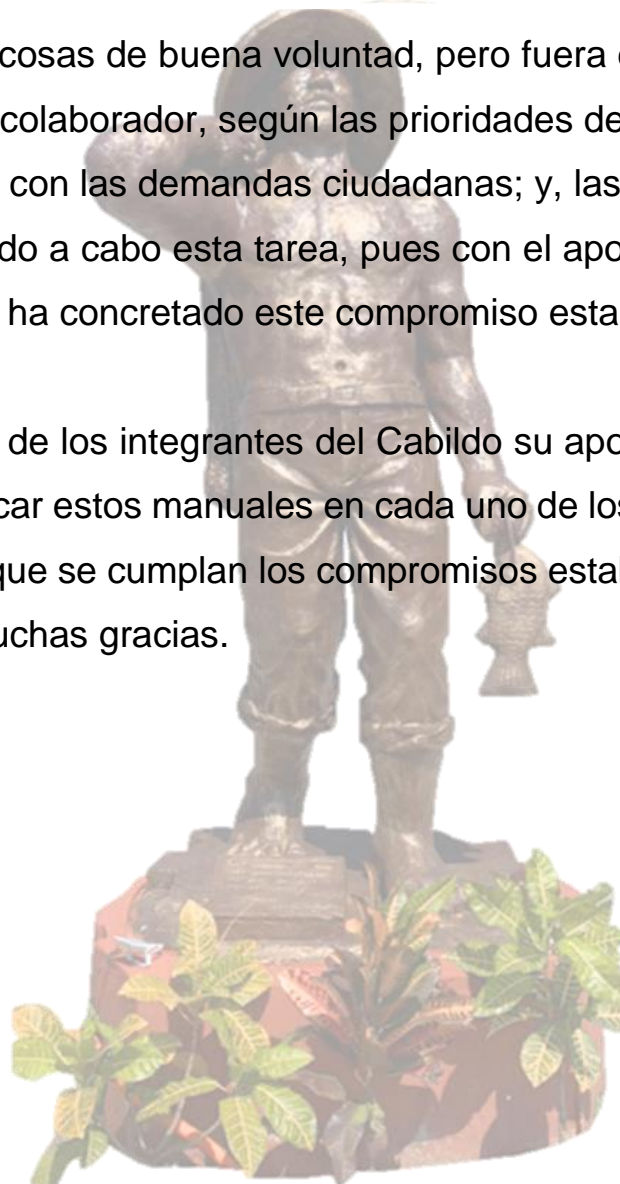 cosas de buena voluntad, pero fuera
colaborador, según las prioridades de
con las demandas ciudadanas; y, las
do a cabo esta tarea, pues con el apo
ha concretado este compromiso esta
de los integrantes del Cabildo su apo
car estos manuales en cada uno de los
que se cumplan los compromisos estal
uchas gracias.